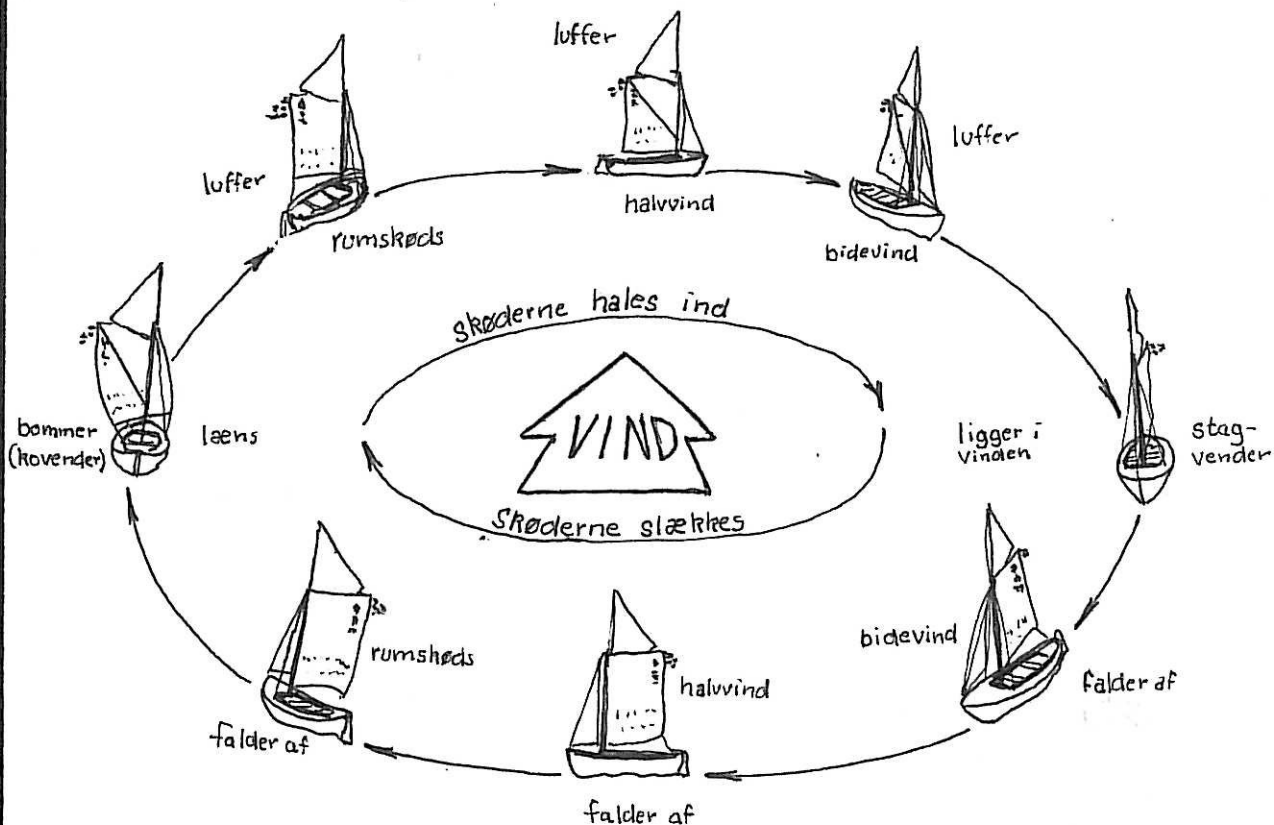 luffer
luffer
luffer
luffer
rumskøds
halvvind
bidevind
skøderne hales ind
bommer
(kovender)
læns
VIND
ligger i
vinden
stag-
vender
Skøderne slækkes
bidevind
rumskøds
halvvind
falder af
falder af
falder af